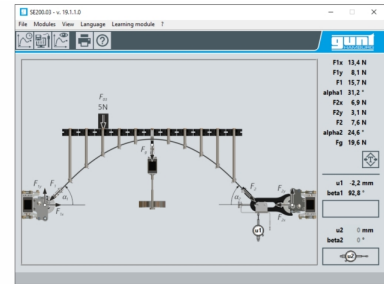 SE200.03 - v. 19.1.1.0
File Modules View Language Learning module ?
gunt
F1x 13,4 N
F1y 8,1 N
F1 15,7 N
alpha1 31,2 °
F2x 6,9 N
F2y 3,1 N
F2 7,6 N
alpha2 24,6 °
Fg 19,6 N
u1 -2,2 mm
beta1 92,8 °
u2 0 mm
beta2 0 °
u2
5N
α
u1